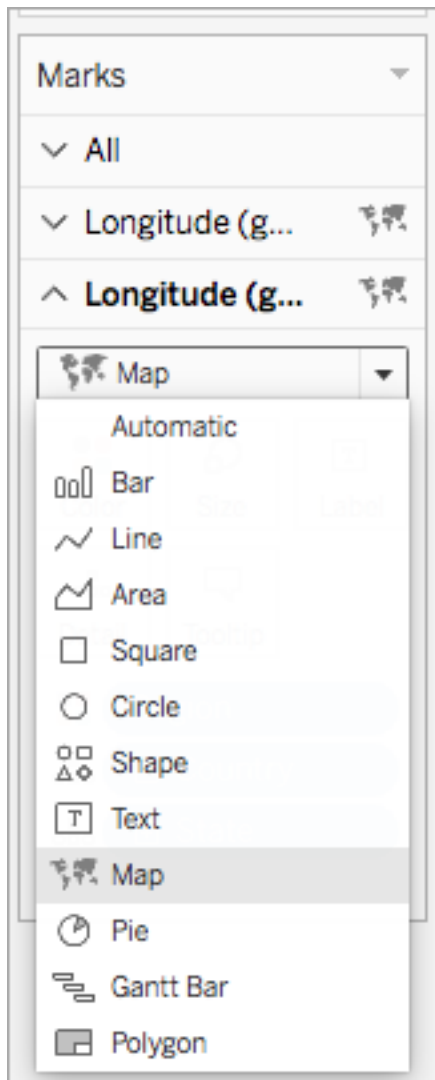 Marks
All
Longitude (g...
Longitude (g...
Map
Automatic
Bar
Line
Area
Square
Circle
Shape
Text
Map
Pie
Gantt Bar
Polygon